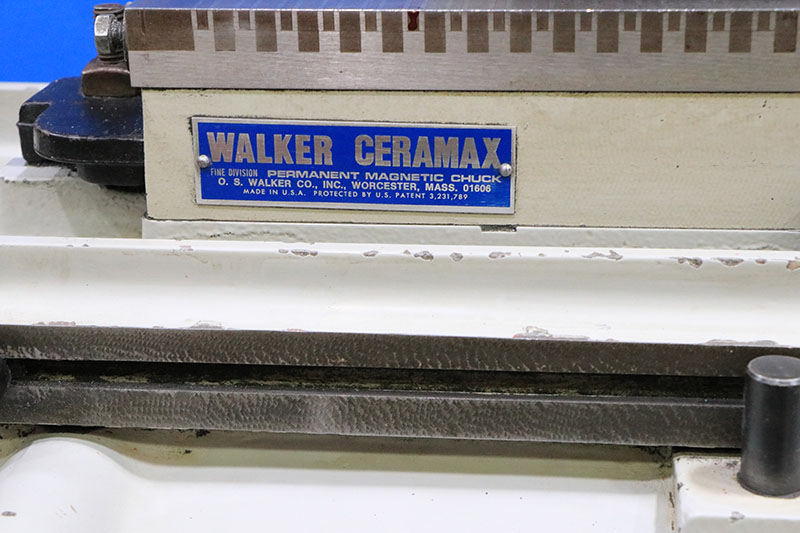 WALKER CERAMAX
FINE DIVISION PERMANENT MAGNETIC CHUCK
O. S. WALKER CO., INC., WORCESTER, MASS. 01606
MADE IN U.S.A. PROTECTED BY U.S. PATENT 3,231,789